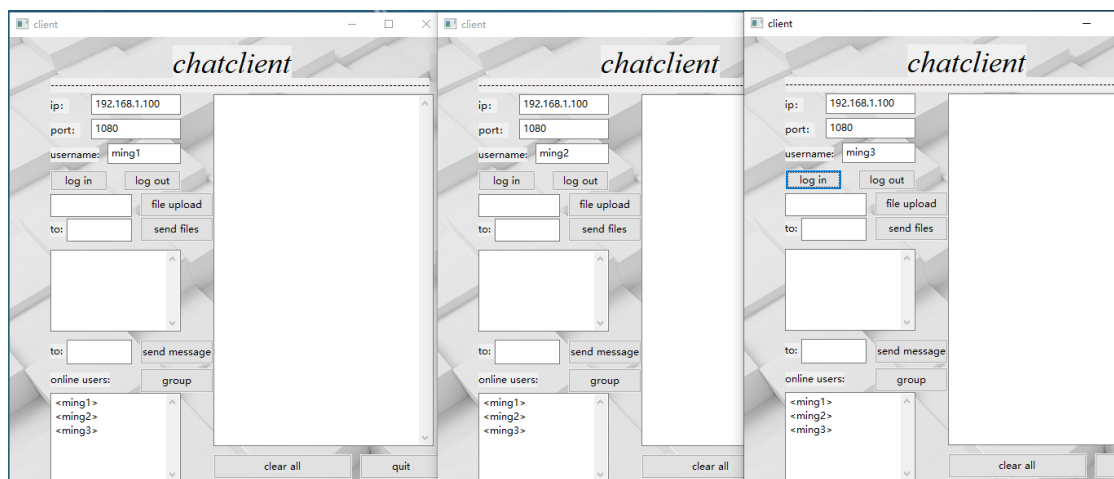 client
chatclient
ip:
192.168.1.100
port:
1080
username:
ming1
log in
log out
file upload
to:
send files
to:
send message
online users:
group
<ming1>
<ming2>
<ming3>
clear all
quit
client
chatclient
ip:
192.168.1.100
port:
1080
username:
ming2
log in
log out
file upload
to:
send files
to:
send message
online users:
group
<ming1>
<ming2>
<ming3>
clear all
client
chatclient
ip:
192.168.1.100
port:
1080
username:
ming3
log in
log out
file upload
to:
send files
to:
send message
online users:
group
<ming1>
<ming2>
<ming3>
clear all